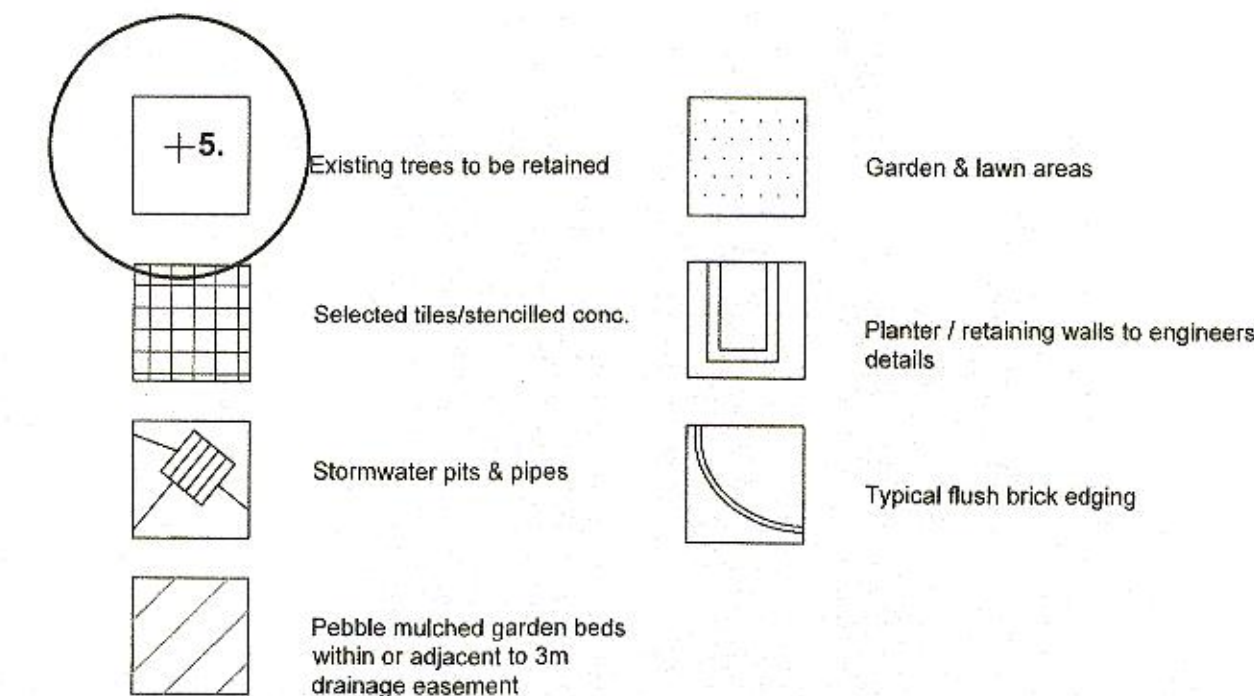 5.
Existing trees to be retained
Selected tiles/stencilled conc.
Stormwater pits & pipes
Pebble mulched garden beds
within or adjacent to 3m
drainage easement
Garden & lawn areas
Planter / retaining walls to engineers
details
Typical flush brick edging